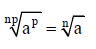 ⁿᵖ√aᵖ = ⁿ√a